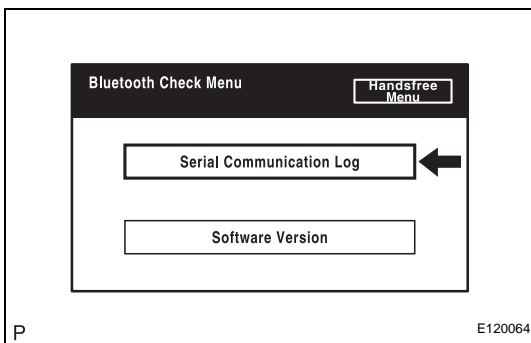 Bluetooth Check Menu
Handsfree
Menu
Serial Communication Log
Software Version
P
E120064